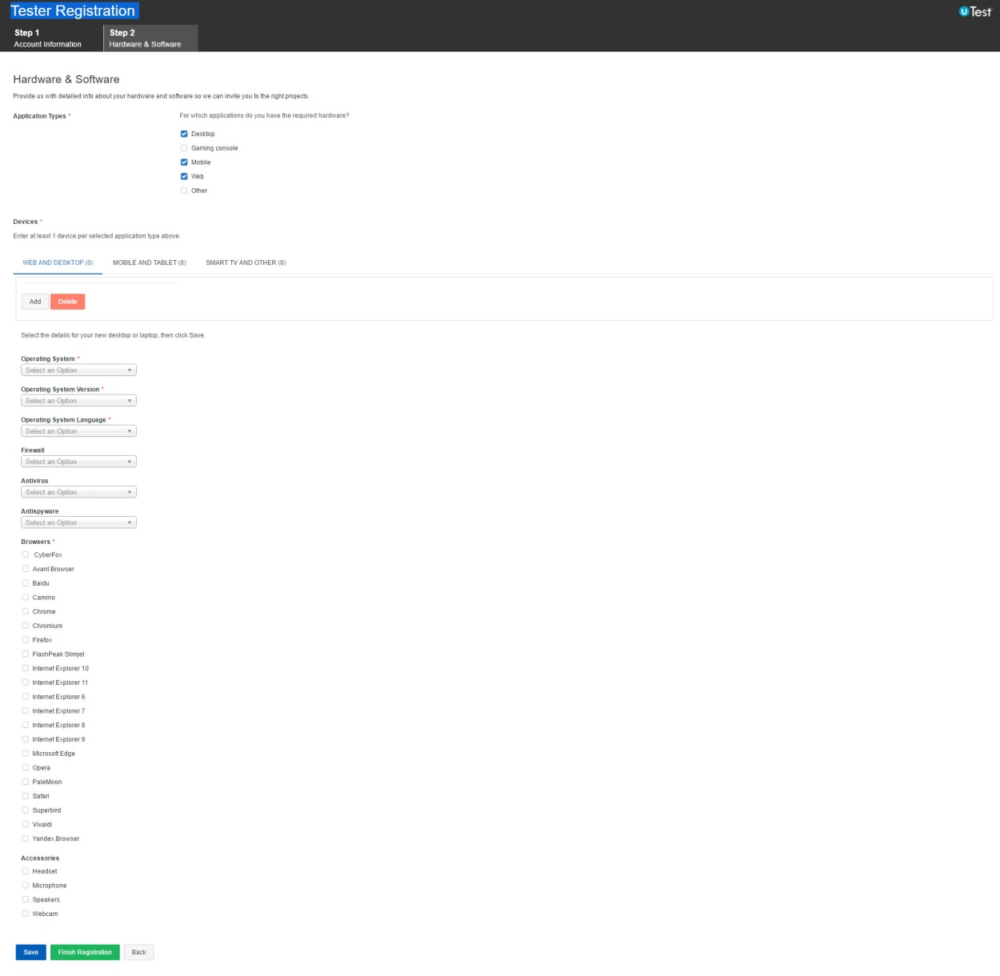 Tester Registration
uTest
Step 1
Account Information
Step 2
Hardware & Software
Hardware & Software
Provide us with detailed info about your hardware and software so we can invite you to the right projects.
Application Types *
For which applications do you have the required hardware?
Desktop
Gaming console
Mobile
Web
Other
Devices *
Enter at least 1 device per selected application type above.
WEB AND DESKTOP (0) MOBILE AND TABLET (0) SMART TV AND OTHER (0)
Add Delete
Select the details for your new desktop or laptop, then click Save.
Operating System *
Select an Option
Operating System Version *
Select an Option
Operating System Language *
Select an Option
Firewall
Select an Option
Antivirus
Select an Option
Antispyware
Select an Option
Browsers *
CyberFox
Avant Browser
Baidu
Camino
Chrome
Chromium
Firefox
FlashPeak Slimjet
Internet Explorer 10
Internet Explorer 11
Internet Explorer 6
Internet Explorer 7
Internet Explorer 8
Internet Explorer 9
Microsoft Edge
Opera
PaleMoon
Safari
Superbird
Vivaldi
Yandex.Browser
Accessories
Headset
Microphone
Speakers
Webcam
Save Finish Registration Back